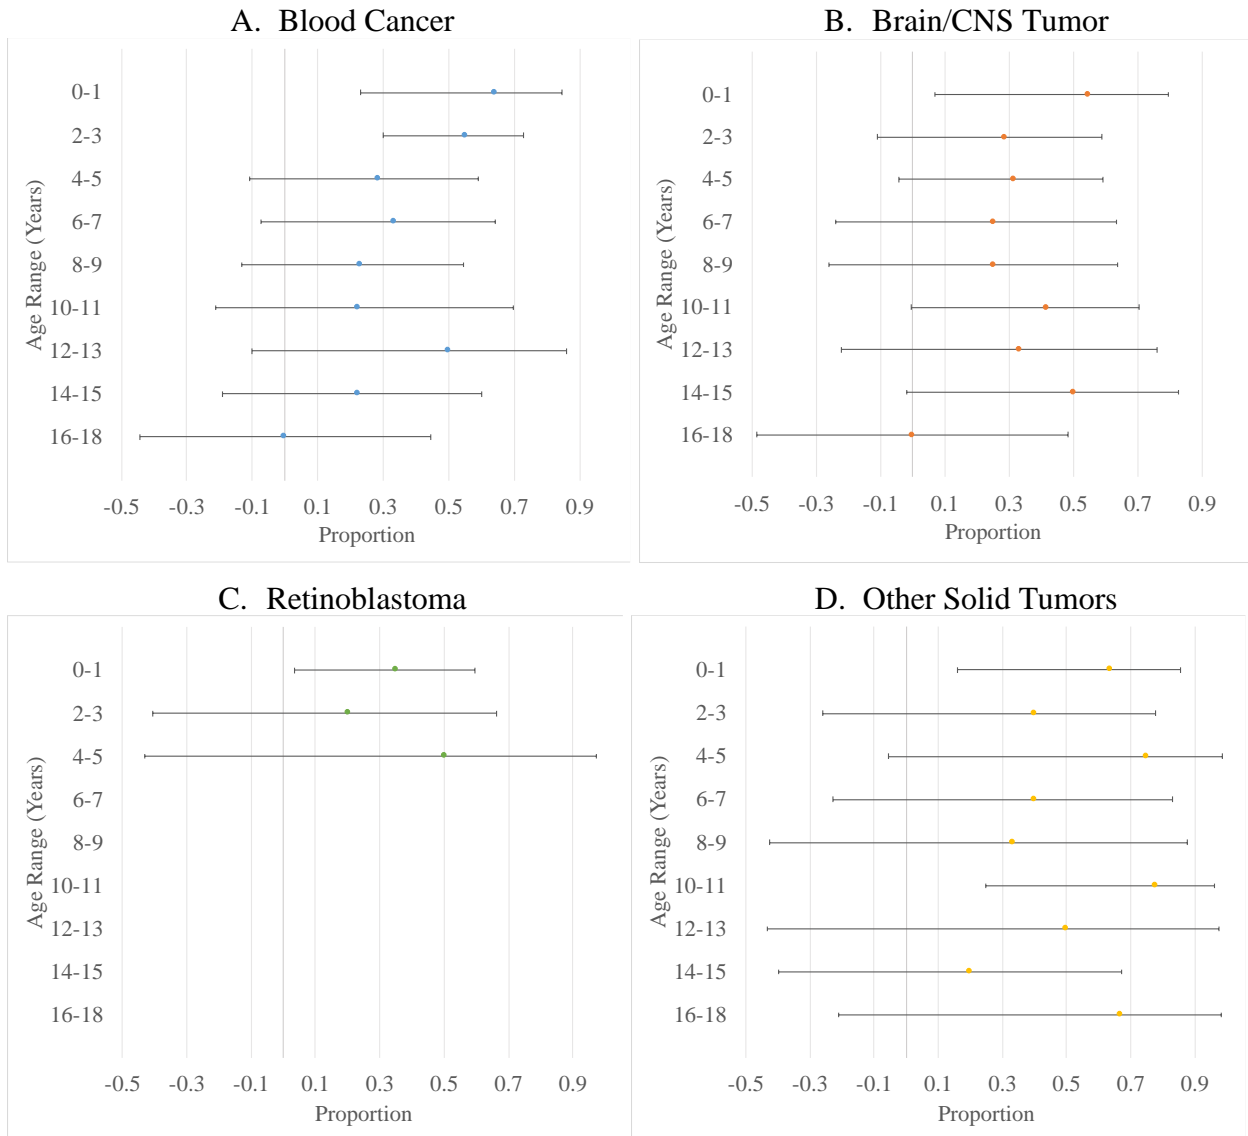 A. Blood Cancer
Age Range (Years)
0-1
2-3
4-5
6-7
8-9
10-11
12-13
14-15
16-18
-0.5 -0.3 -0.1 0.1 0.3 0.5 0.7 0.9
Proportion
B. Brain/CNS Tumor
Age Range (Years)
0-1
2-3
4-5
6-7
8-9
10-11
12-13
14-15
16-18
-0.5 -0.3 -0.1 0.1 0.3 0.5 0.7 0.9
Proportion
C. Retinoblastoma
Age Range (Years)
0-1
2-3
4-5
6-7
8-9
10-11
12-13
14-15
16-18
-0.5 -0.3 -0.1 0.1 0.3 0.5 0.7 0.9
Proportion
D. Other Solid Tumors
Age Range (Years)
0-1
2-3
4-5
6-7
8-9
10-11
12-13
14-15
16-18
-0.5 -0.3 -0.1 0.1 0.3 0.5 0.7 0.9
Proportion